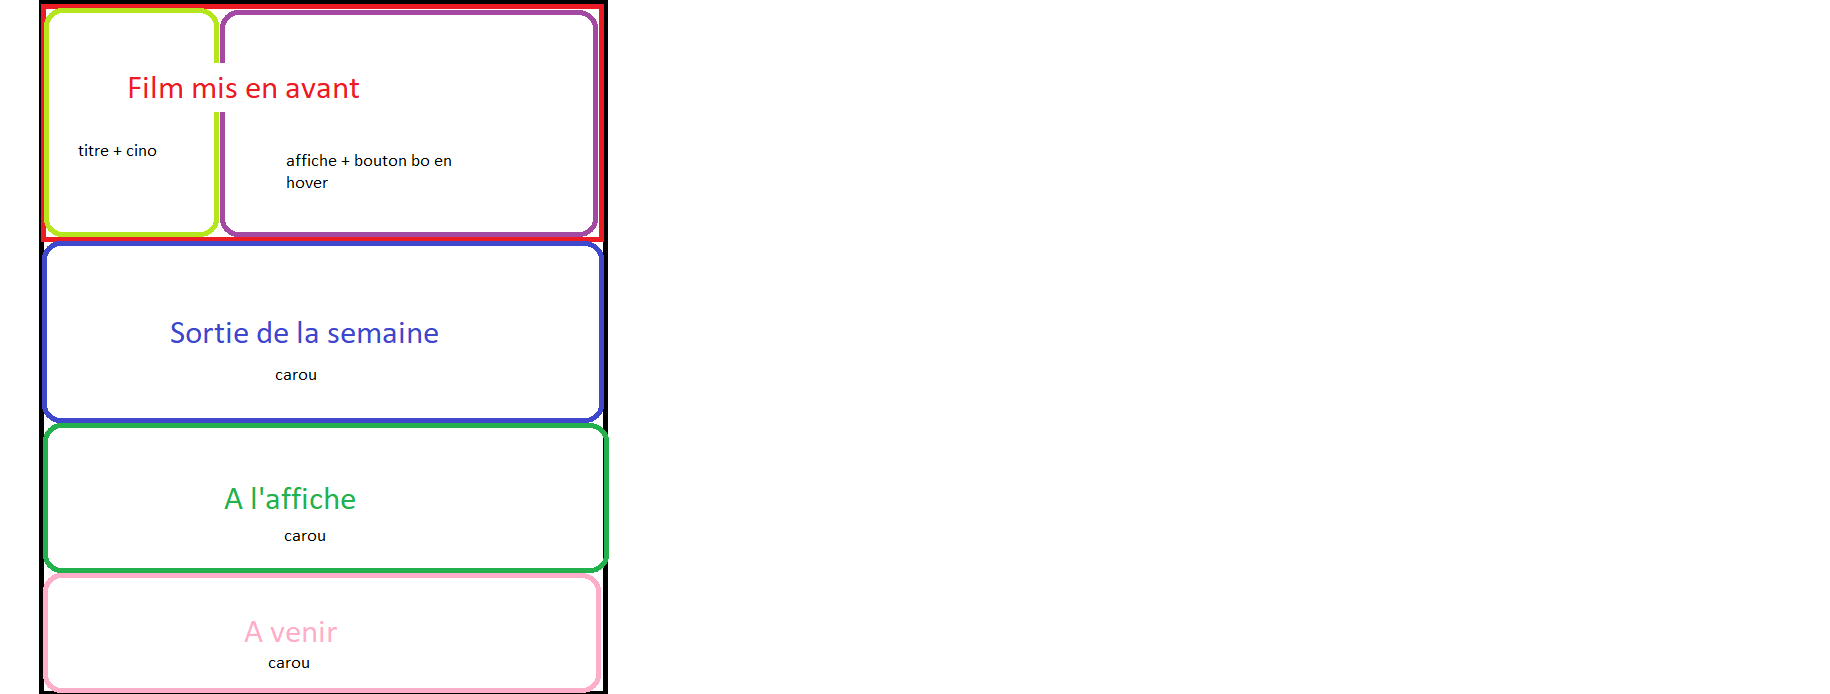 Film mis en avant
titre + cino
affiche + bouton bo en
hover
Sortie de la semaine
carou
A l'affiche
carou
A venir
carou